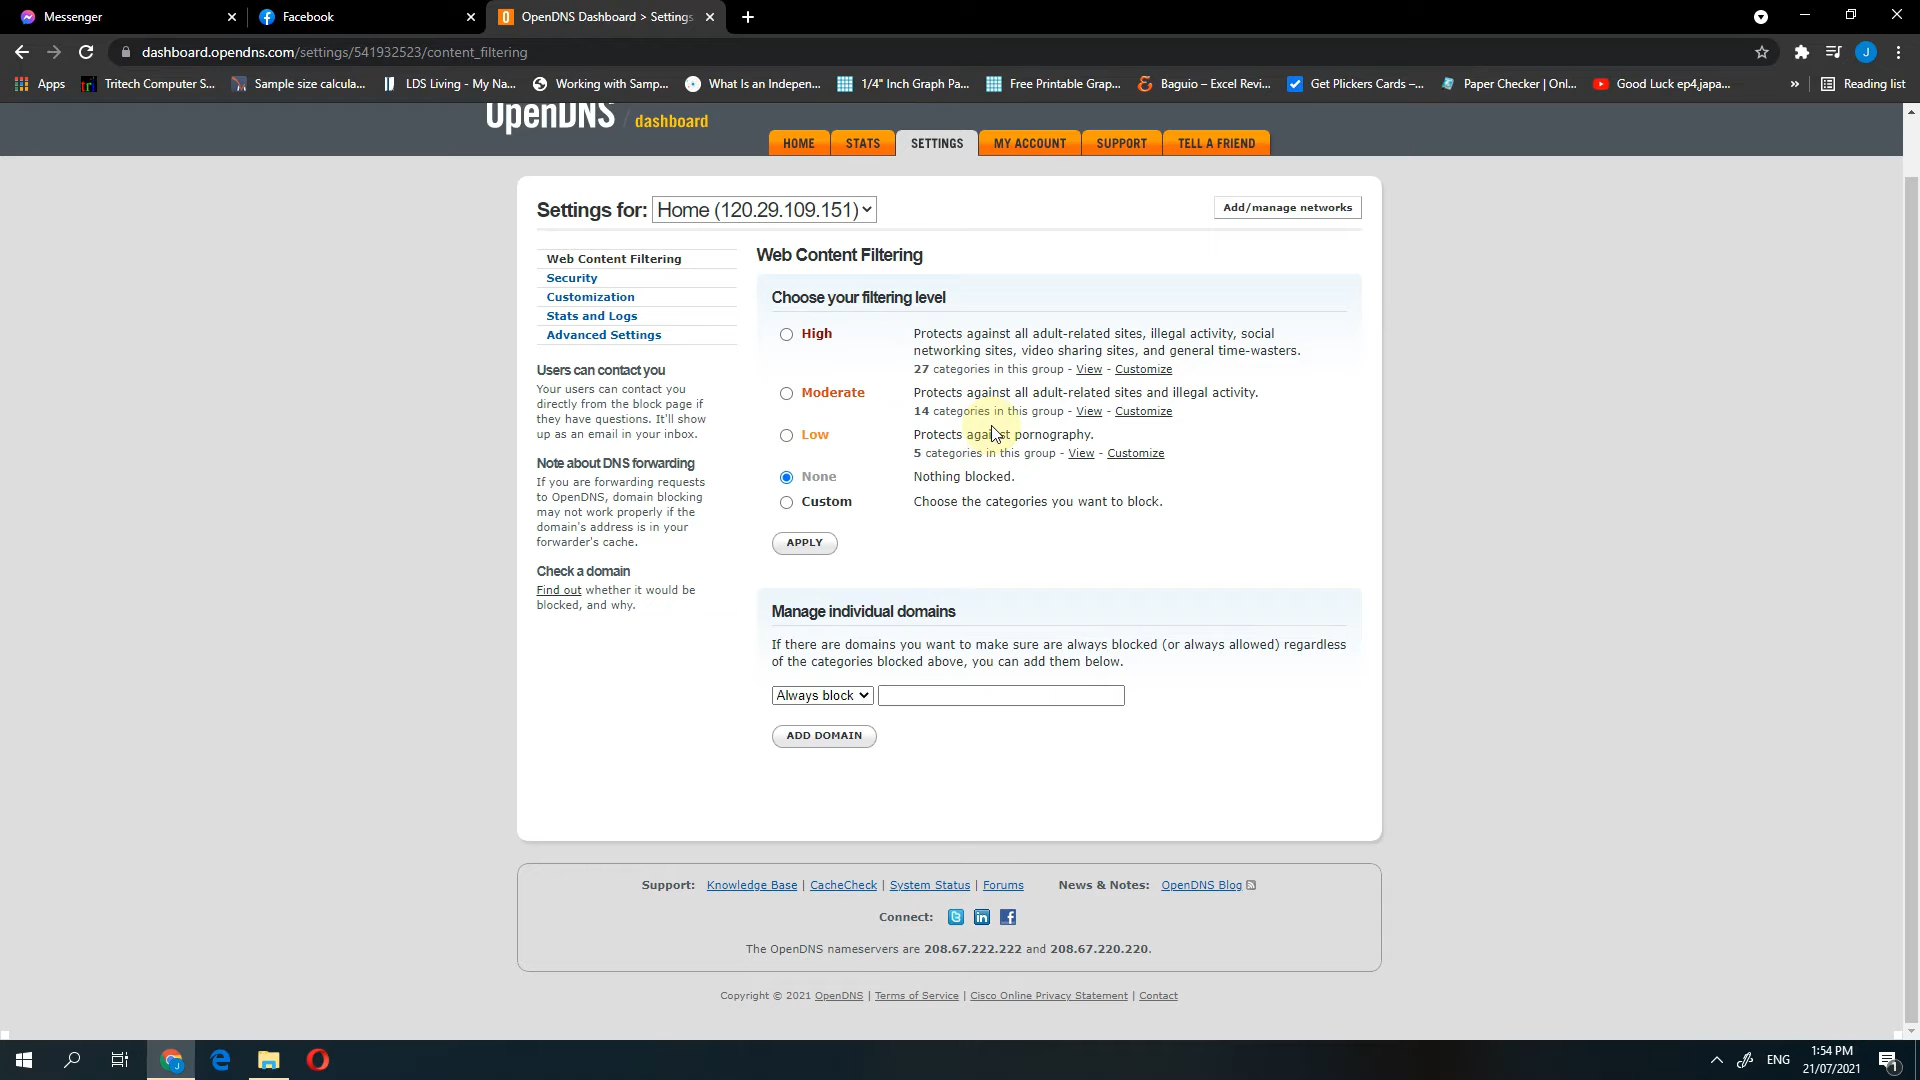 Messenger
Facebook
OpenDNS Dashboard > Settings
dashboard.opendns.com/settings/541932523/content_filtering
J
Apps
Tritech Computer S...
Sample size calcula...
LDS Living - My Na...
Working with Samp...
What Is an Indepen...
1/4" Inch Graph Pa...
Free Printable Grap...
Baguio – Excel Revi...
Get Plickers Cards –...
Paper Checker | Onl...
Good Luck ep4,japa...
»
Reading list
OpenDNS / dashboard
HOME
STATS
SETTINGS
MY ACCOUNT
SUPPORT
TELL A FRIEND
Settings for: Home (120.29.109.151)
Add/manage networks
Web Content Filtering
Security
Customization
Stats and Logs
Advanced Settings
Users can contact you
Your users can contact you
directly from the block page if
they have questions. It'll show
up as an email in your inbox.
Note about DNS forwarding
If you are forwarding requests
to OpenDNS, domain blocking
may not work properly if the
domain's address is in your
forwarder's cache.
Check a domain
Find out whether it would be
blocked, and why.
Web Content Filtering
Choose your filtering level
High
Protects against all adult-related sites, illegal activity, social
networking sites, video sharing sites, and general time-wasters.
27 categories in this group - View - Customize
Moderate
Protects against all adult-related sites and illegal activity.
14 categories in this group - View - Customize
Low
Protects against pornography.
5 categories in this group - View - Customize
None
Nothing blocked.
Custom
Choose the categories you want to block.
APPLY
Manage individual domains
If there are domains you want to make sure are always blocked (or always allowed) regardless
of the categories blocked above, you can add them below.
Always block
ADD DOMAIN
Support: Knowledge Base | CacheCheck | System Status | Forums
News & Notes: OpenDNS Blog
Connect:
The OpenDNS nameservers are 208.67.222.222 and 208.67.220.220.
Copyright © 2021 OpenDNS | Terms of Service | Cisco Online Privacy Statement | Contact
ENG
1:54 PM
21/07/2021
1